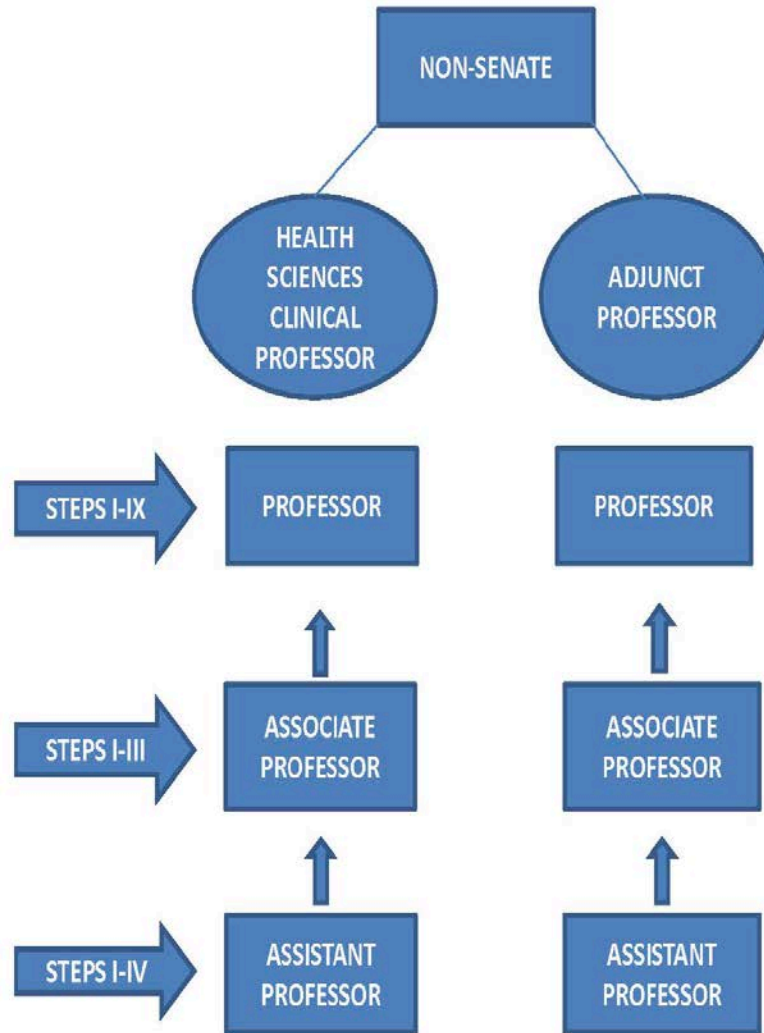 NON-SENATE
HEALTH
SCIENCES
CLINICAL
PROFESSOR
ADJUNCT
PROFESSOR
STEPS I-IX
PROFESSOR
PROFESSOR
STEPS I-III
ASSOCIATE
PROFESSOR
ASSOCIATE
PROFESSOR
STEPS I-IV
ASSISTANT
PROFESSOR
ASSISTANT
PROFESSOR